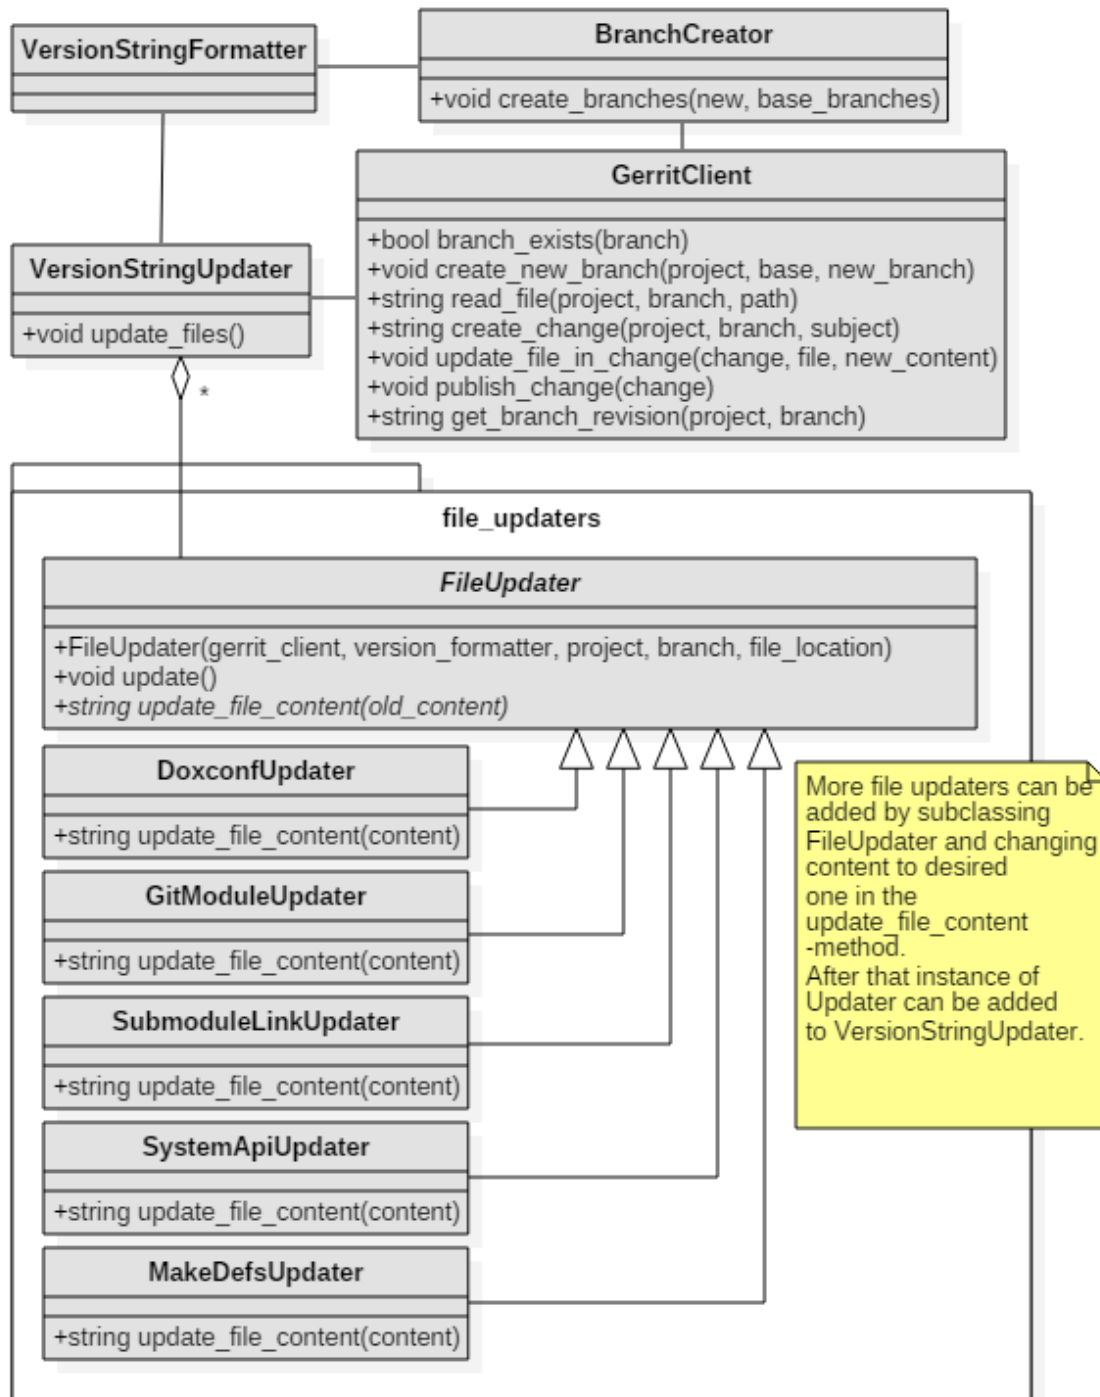 VersionStringFormatter
BranchCreator
+void create_branches(new, base_branches)
GerritClient
+bool branch_exists(branch)
+void create_new_branch(project, base, new_branch)
+string read_file(project, branch, path)
+string create_change(project, branch, subject)
+void update_file_in_change(change, file, new_content)
+void publish_change(change)
+string get_branch_revision(project, branch)
VersionStringUpdater
+void update_files()
*
file_updaters
FileUpdater
+FileUpdater(gerrit_client, version_formatter, project, branch, file_location)
+void update()
+string update_file_content(old_content)
DoxconfUpdater
+string update_file_content(content)
GitModuleUpdater
+string update_file_content(content)
SubmoduleLinkUpdater
+string update_file_content(content)
SystemApiUpdater
+string update_file_content(content)
MakeDefsUpdater
+string update_file_content(content)
More file updaters can be
added by subclassing
FileUpdater and changing
content to desired
one in the
update_file_content
-method.
After that instance of
Updater can be added
to VersionStringUpdater.